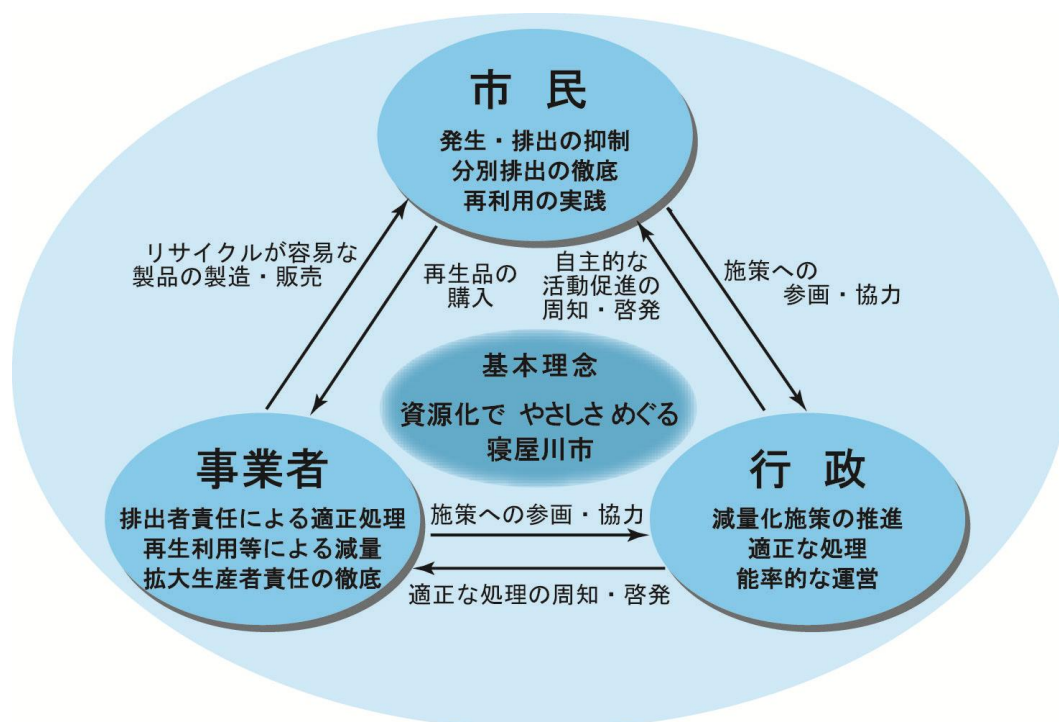 市 民
発生・排出の抑制
分別排出の徹底
再利用の実践
リサイクルが容易な
製品の製造・販売
再生品の
購入
自主的な
活動促進の
周知・啓発
施策への
参画・協力
基本理念
資源化で やさしさ めぐる
寝屋川市
事業者
排出者責任による適正処理
再生利用等による減量
拡大生産者責任の徹底
施策への参画・協力
適正な処理の周知・啓発
行 政
減量化施策の推進
適正な処理
能率的な運営